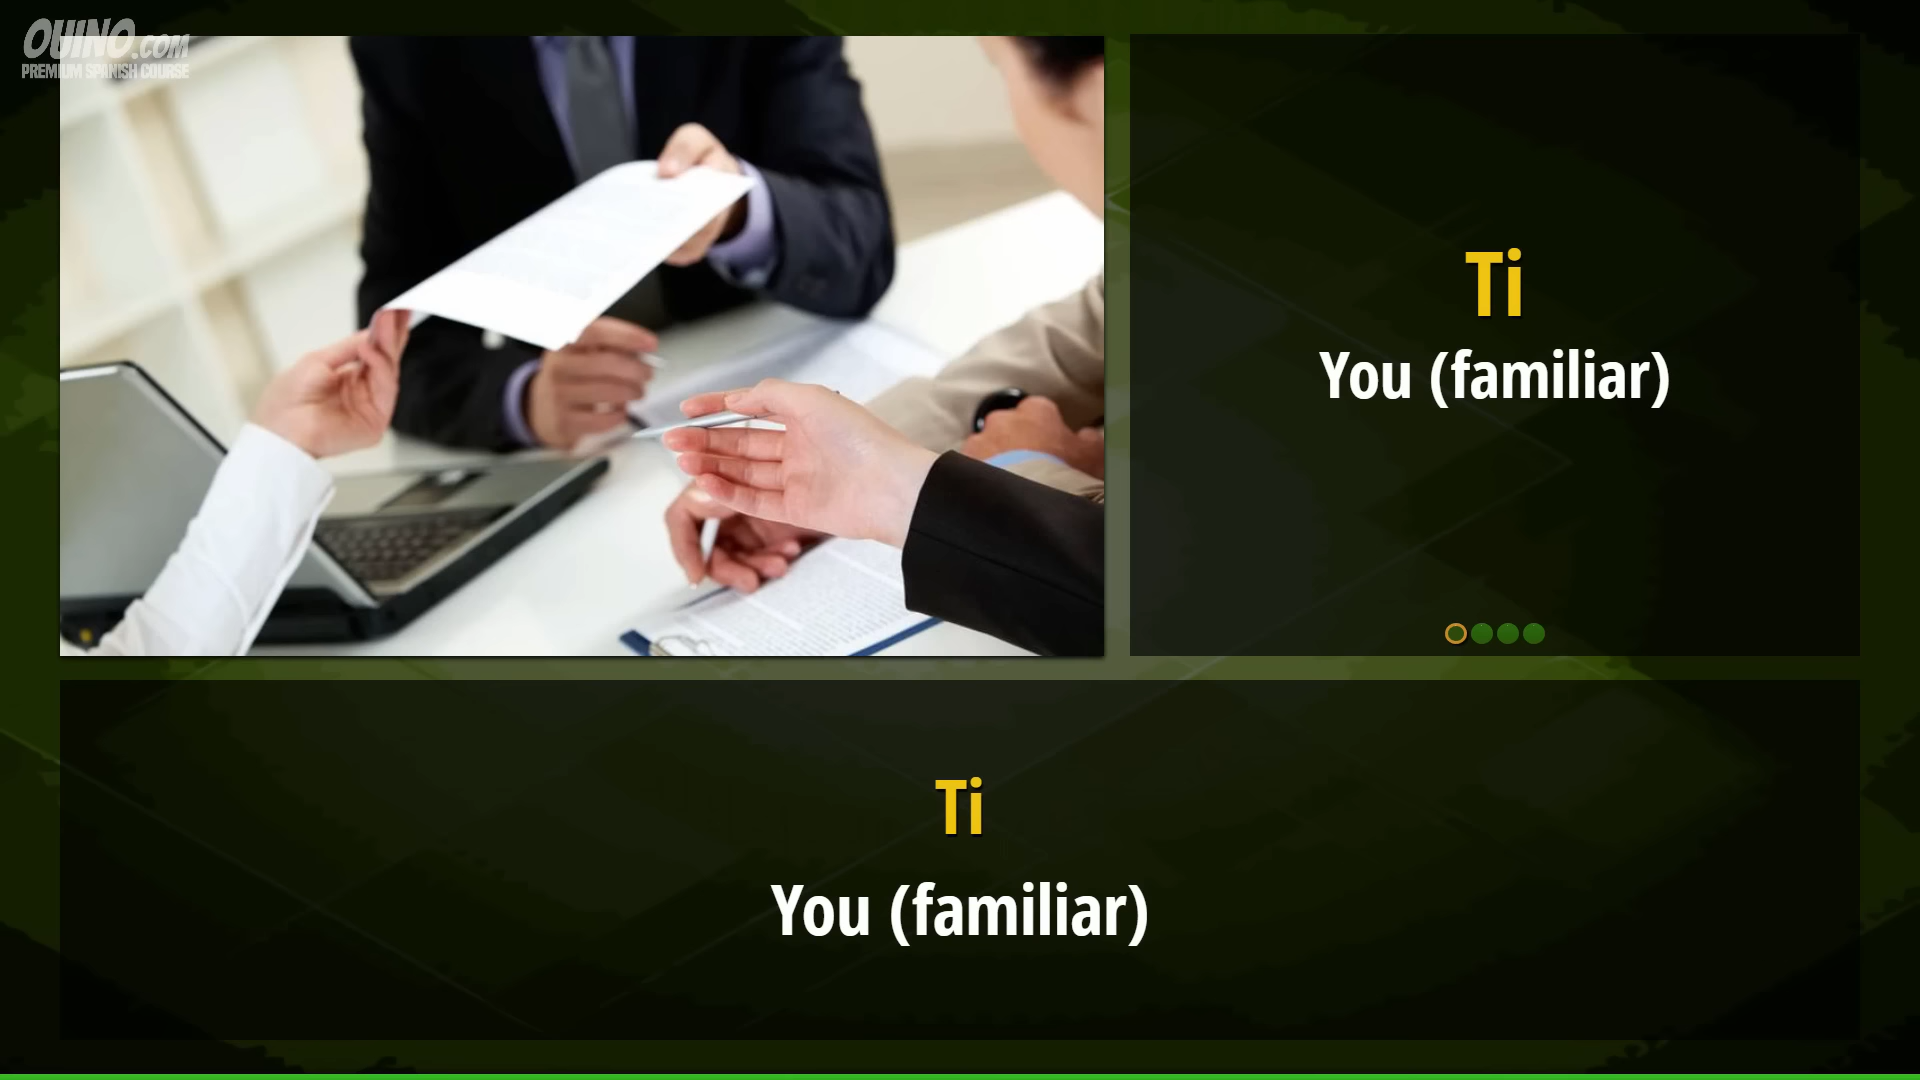 OUINO.COM
PREMIUM SPANISH COURSE
Ti
You (familiar)
Ti
You (familiar)